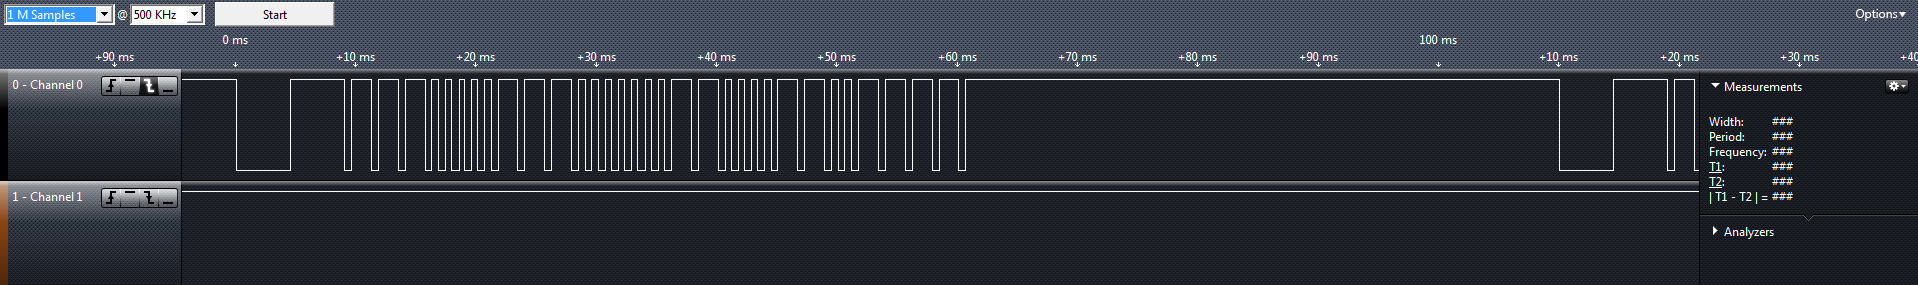 1 M Samples @ 500 KHz Start Options
0 ms 100 ms
+90 ms +10 ms +20 ms +30 ms +40 ms +50 ms +60 ms +70 ms +80 ms +90 ms +10 ms +20 ms +30 ms +40
0 - Channel 0
Measurements
Width: ###
Period: ###
Frequency: ###
T1: ###
T2: ###
| T1 - T2 | = ###
1 - Channel 1
Analyzers